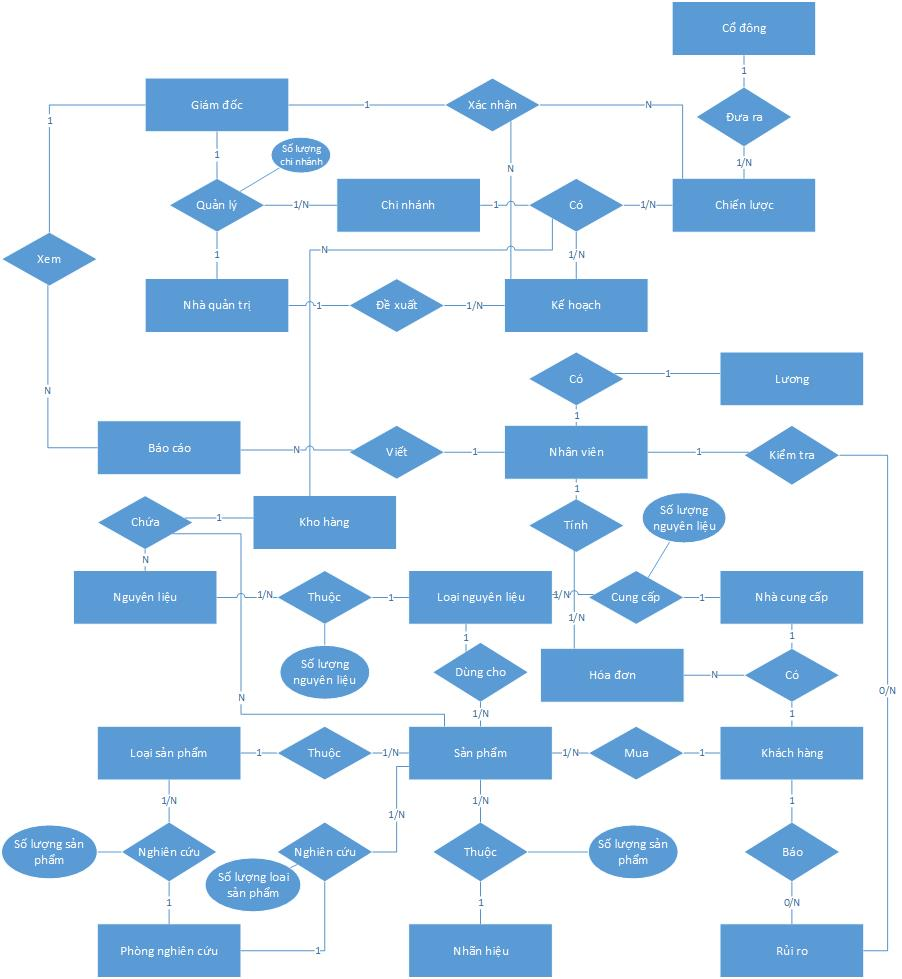 Cổ đông
1
Đưa ra
1/N
Giám đốc
1
Xác nhận
N
1
1
Số lượng
chi nhánh
N
Quản lý
1/N
Chi nhánh
1
Có
1/N
Chiến lược
1
N
1/N
Xem
Nhà quản trị
1
Đề xuất
1/N
Kế hoạch
N
Có
1
Lương
1
Báo cáo
N
Viết
1
Nhân viên
1
Kiểm tra
1
Chứa
1
Kho hàng
Tính
Số lượng
nguyên liệu
N
Nguyên liệu
1/N
Thuộc
1
Loại nguyên liệu
1/N
Cung cấp
1
Nhà cung cấp
1/N
1
1
Số lượng
nguyên liệu
Dùng cho
Hóa đơn
N
Có
0/N
N
1/N
1
Loại sản phẩm
1
Thuộc
1/N
Sản phẩm
1/N
Mua
1
Khách hàng
1/N
1/N
1/N
1
Số lượng sản
phẩm
Nghiên cứu
Nghiên cứu
Thuộc
Số lượng sản
phẩm
Báo
Số lượng loai
sản phẩm
1
1
0/N
Phòng nghiên cứu
1
Nhãn hiệu
Rủi ro